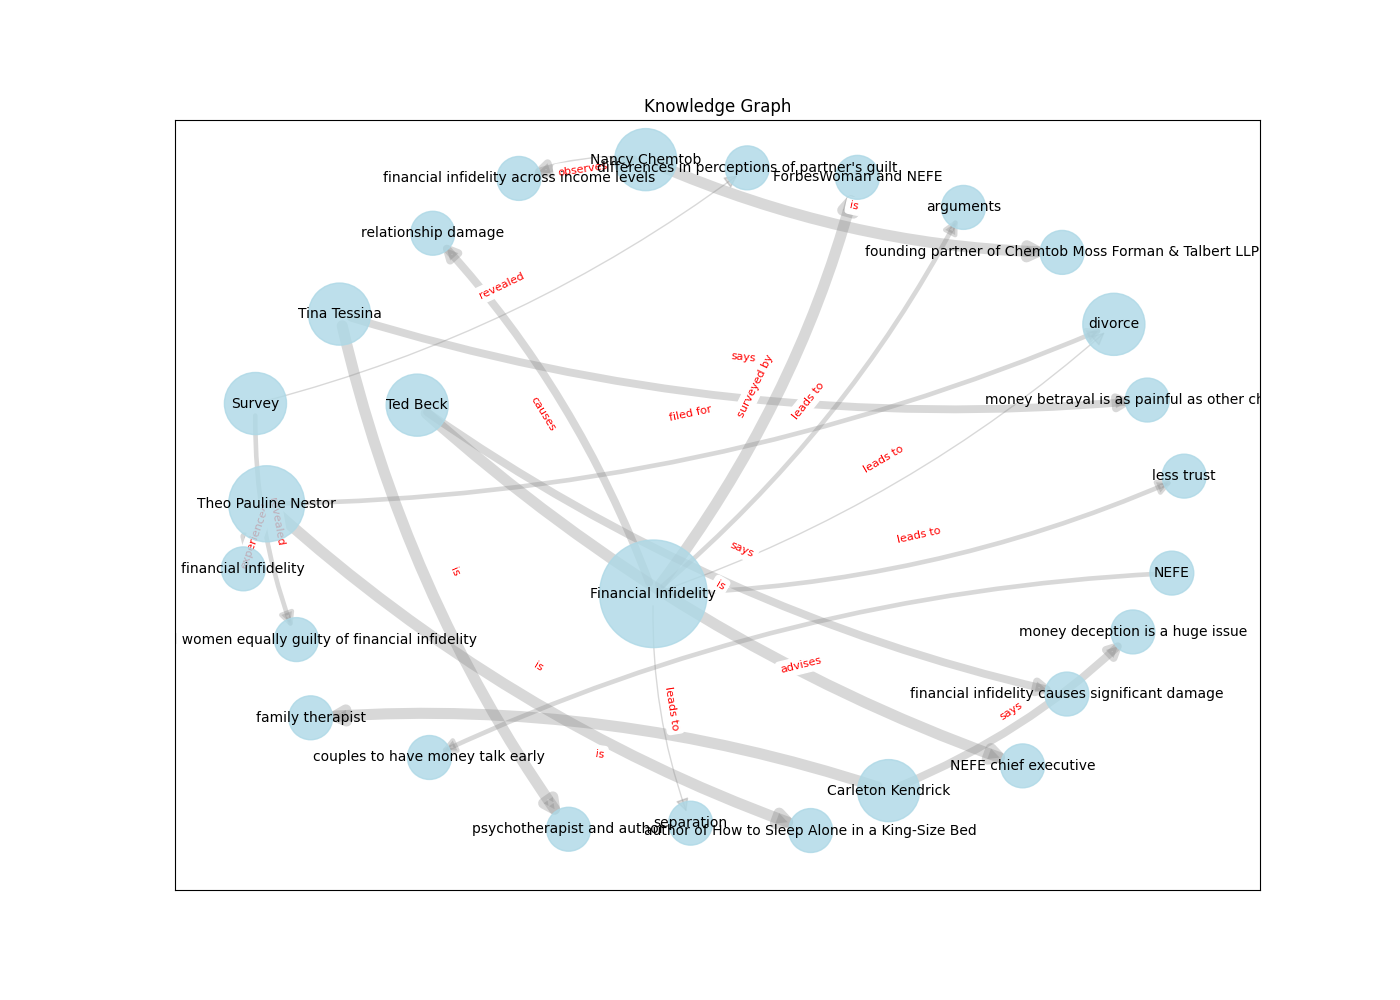 Knowledge Graph
Nancy Chemtob
differences in perceptions of partner's guilt
observed
financial infidelity across income levels
ForbesWoman and NEFE
is
arguments
relationship damage
founding partner of Chemtob Moss Forman & Talbert LLP
revealed
Tina Tessina
divorce
says
surveyed by
leads to
money betrayal is as painful as other ch
Survey
Ted Beck
causes
filed for
leads to
less trust
Theo Pauline Nestor
leads to
says
revealed
financial infidelity
is
is
NEFE
Financial Infidelity
money deception is a huge issue
women equally guilty of financial infidelity
is
advises
financial infidelity causes significant damage
says
leads to
family therapist
couples to have money talk early
is
NEFE chief executive
Carleton Kendrick
separation
psychotherapist and author
author of How to Sleep Alone in a King-Size Bed